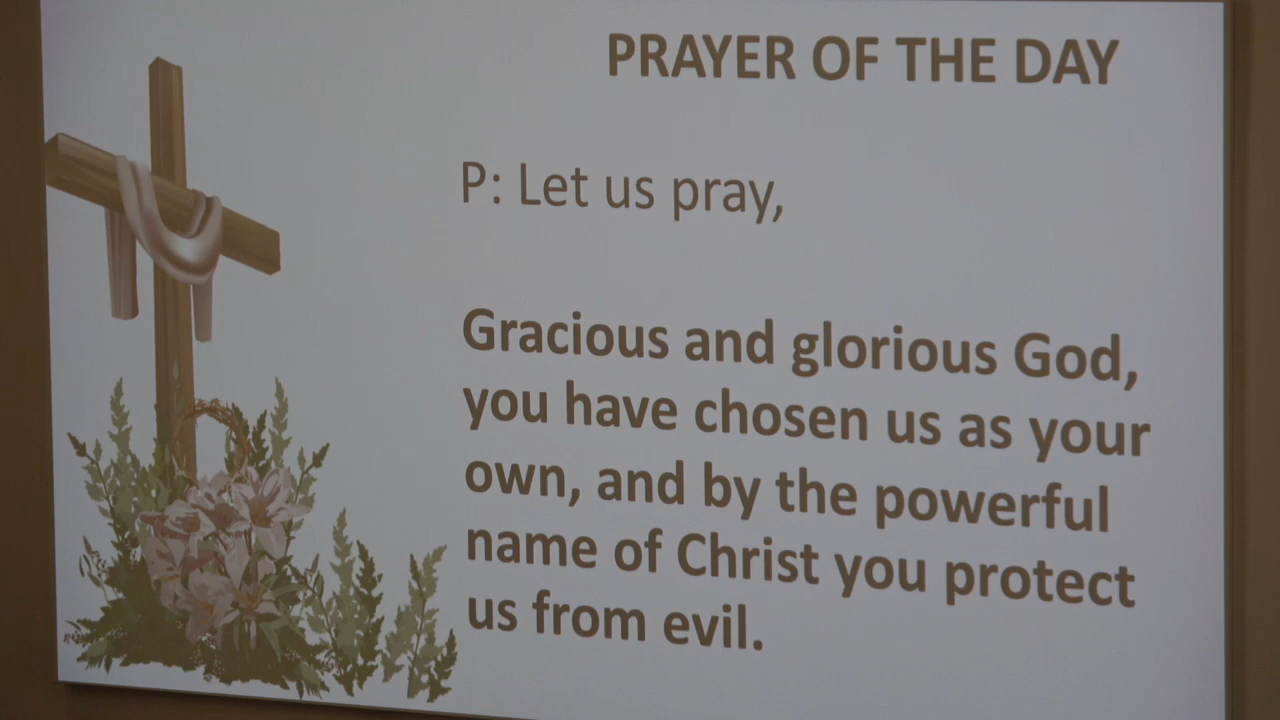 PRAYER OF THE DAY
P: Let us pray,
Gracious and glorious God,
you have chosen us as your
own, and by the powerful
name of Christ you protect
us from evil.